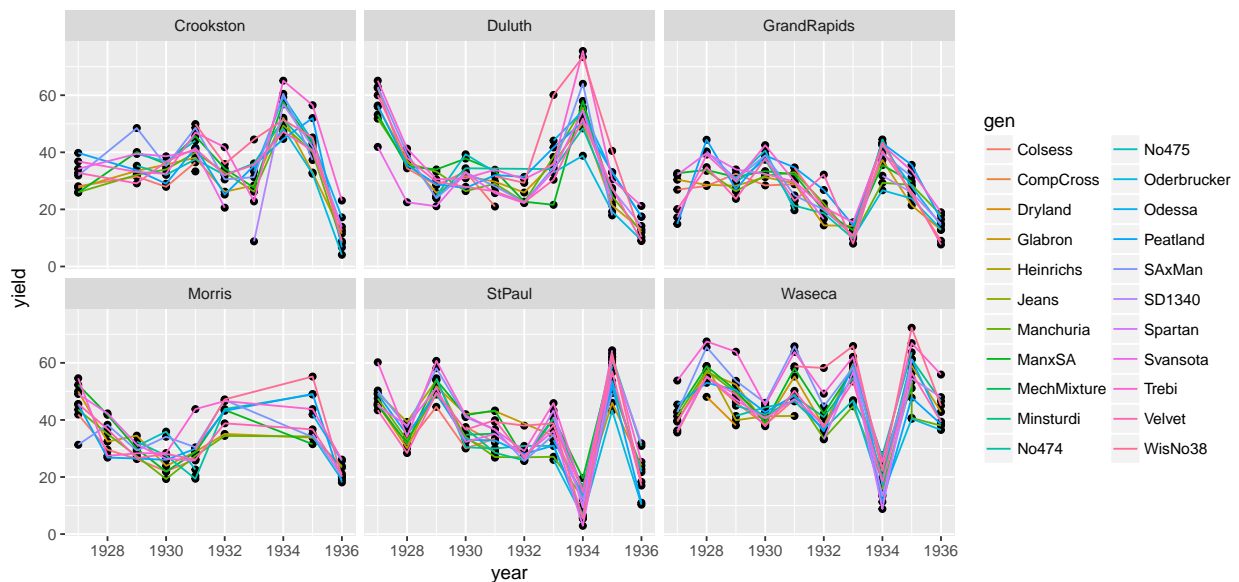 Crookston
Duluth
GrandRapids
Morris
StPaul
Waseca
yield
60
40
20
0
60
40
20
0
1928
1930
1932
1934
1936
1928
1930
1932
1934
1936
1928
1930
1932
1934
1936
year
gen
Colsess
CompCross
Dryland
Glabron
Heinrichs
Jeans
Manchuria
ManxSA
MechMixture
Minsturdi
No474
No475
Oderbrucker
Odessa
Peatland
SAxMan
SD1340
Spartan
Svansota
Trebi
Velvet
WisNo38